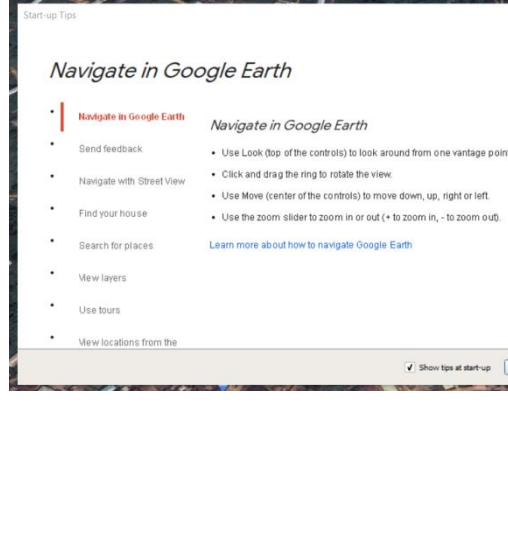 Start-up Tips
Navigate in Google Earth
Navigate in Google Earth
Send feedback
Navigate with Street View
Find your house
Search for places
View layers
Use tours
View locations from the
Navigate in Google Earth
• Use Look (top of the controls) to look around from one vantage poin
• Click and drag the ring to rotate the view.
• Use Move (center of the controls) to move down, up, right or left.
• Use the zoom slider to zoom in or out (+ to zoom in, - to zoom out).
Learn more about how to navigate Google Earth
Show tips at start-up